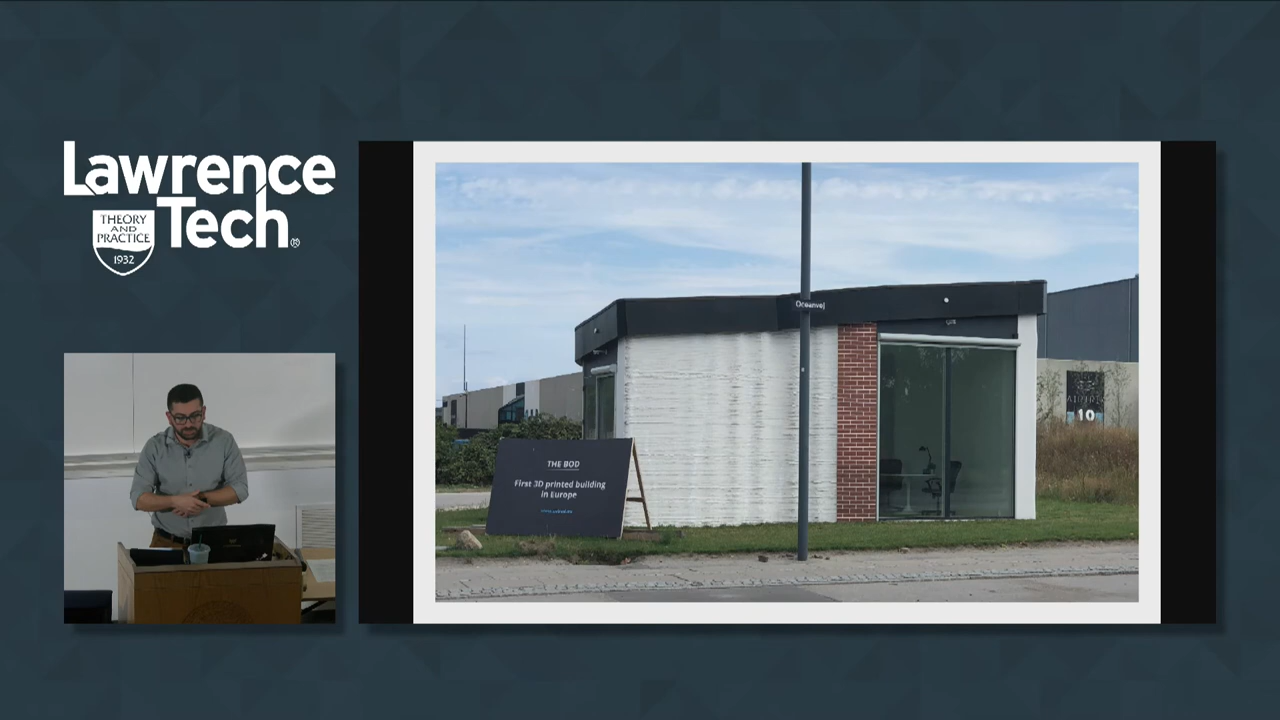 Lawrence
Tech®
THEORY
AND
PRACTICE
1932
Oceanvej
THE BOD
First 3D printed building
in Europe
10